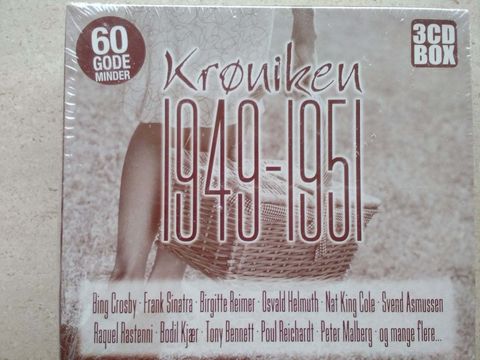 60
GODE
MINDER
3CD
BOX
Krøniken
1949-1951
Bing Crosby · Frank Sinatra · Birgitte Reimer · Osvald Helmuth · Nat King Cole · Svend Asmussen
Raquel Rastenni · Bodil Kjær · Tony Bennett · Poul Reichardt · Peter Malberg · og mange flere...